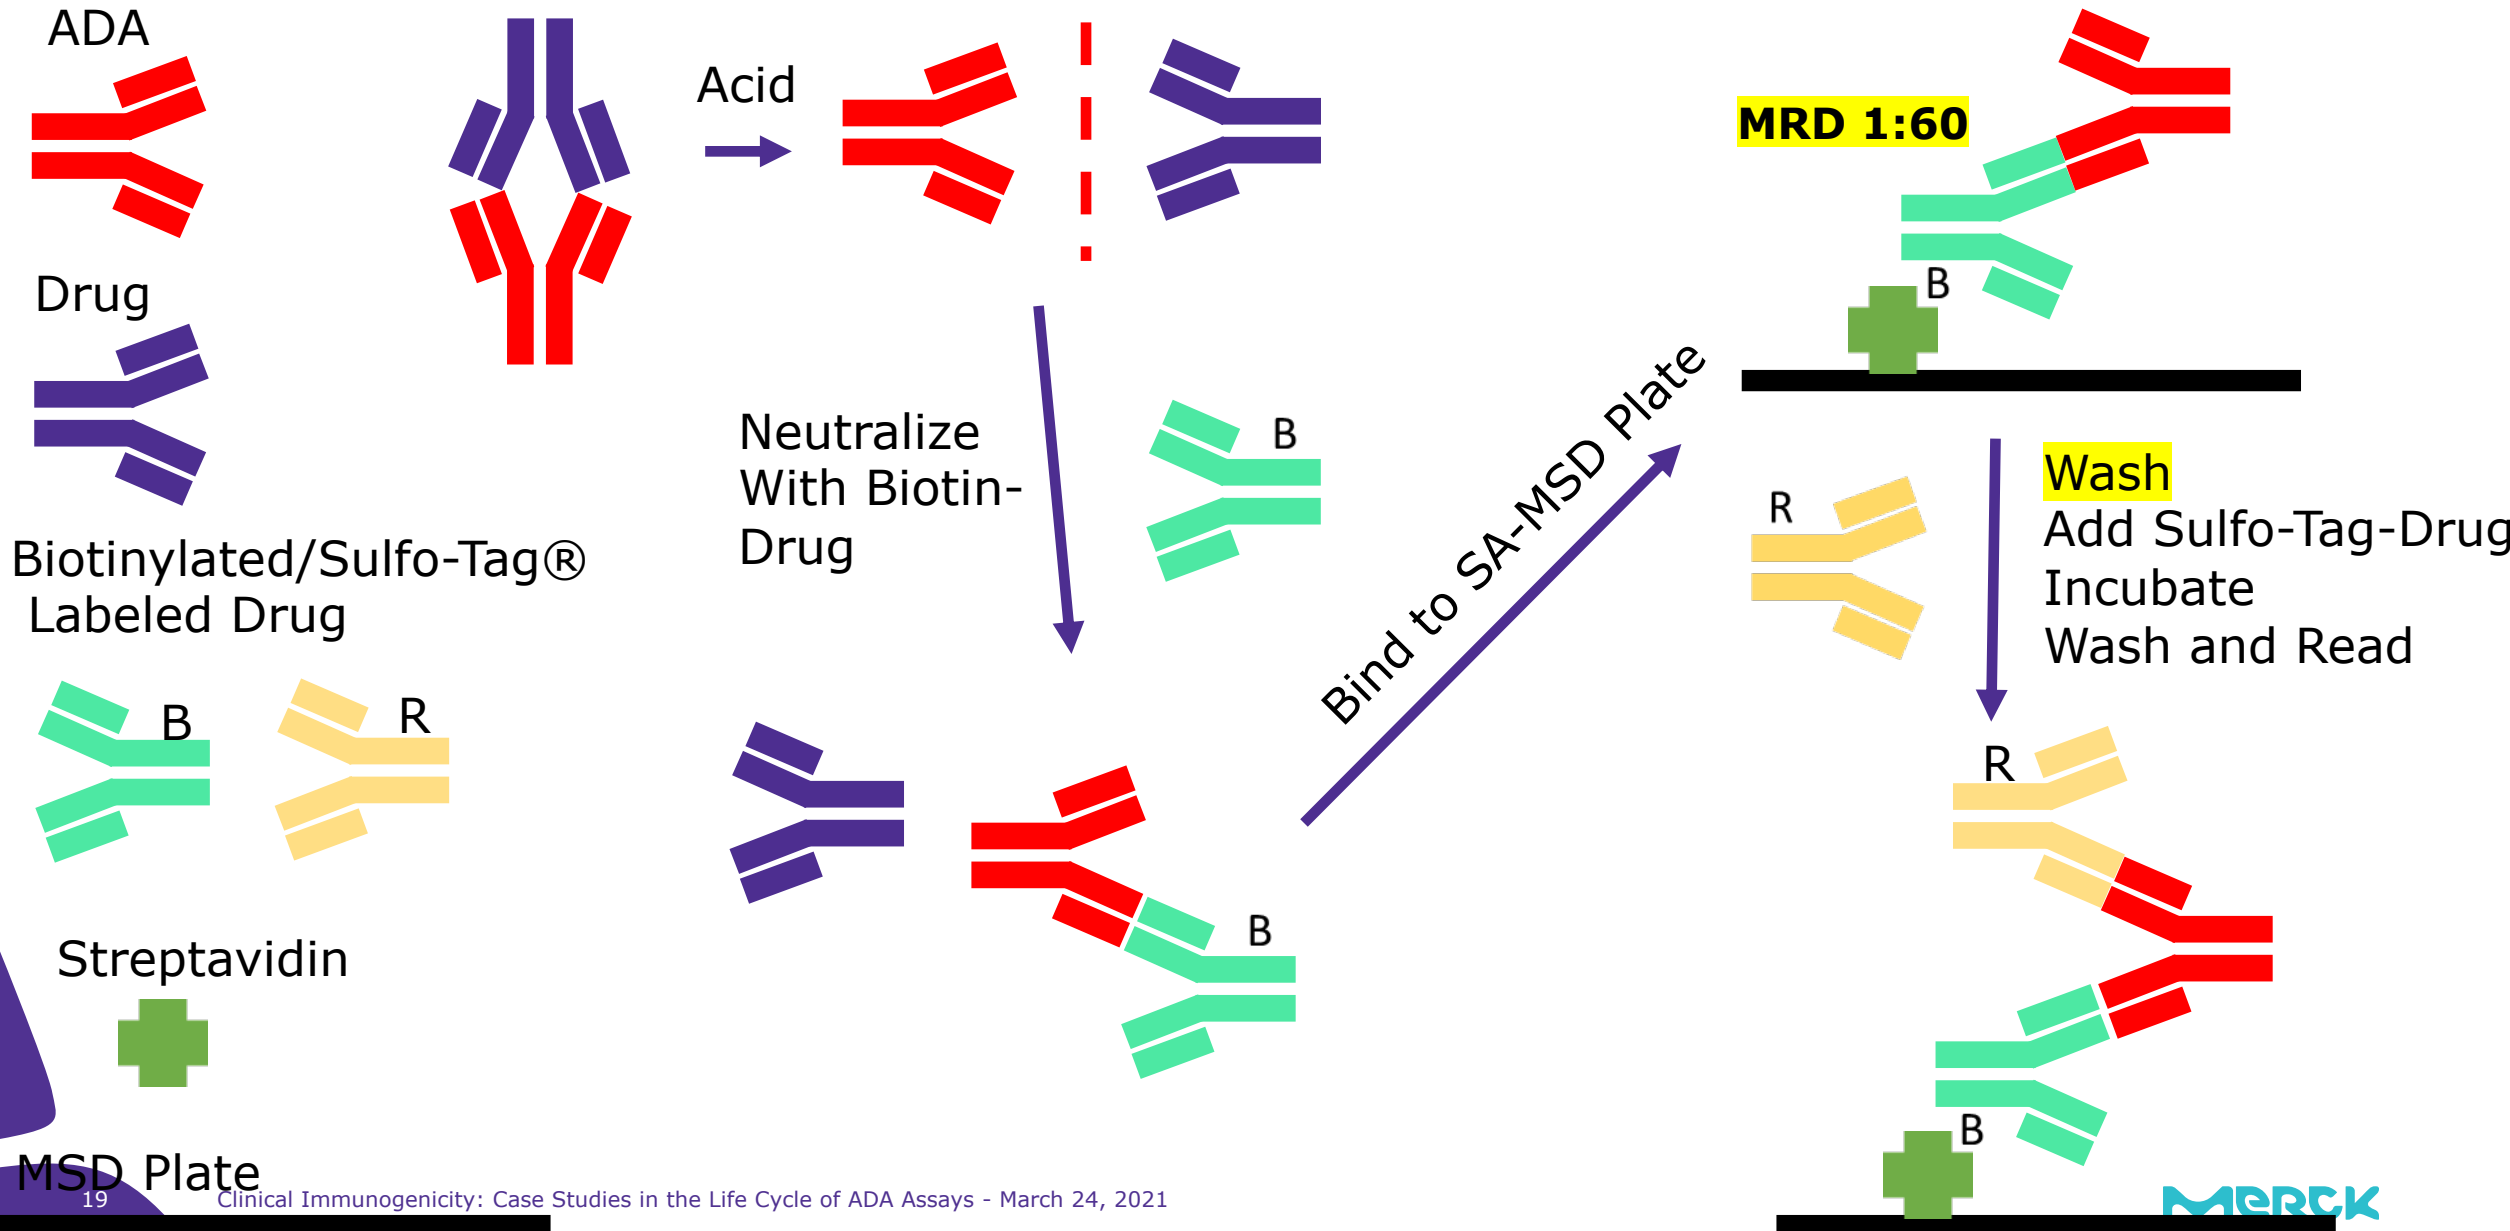 ADA
Drug
Biotinylated/Sulfo-Tag®
Labeled Drug
B
R
Streptavidin
MSD Plate
Acid
Neutralize
With Biotin-
Drug
B
B
Bind to SA-MSD Plate
MRD 1:60
B
R
Wash
Add Sulfo-Tag-Drug
Incubate
Wash and Read
R
B
19
Clinical Immunogenicity: Case Studies in the Life Cycle of ADA Assays - March 24, 2021
MERCK